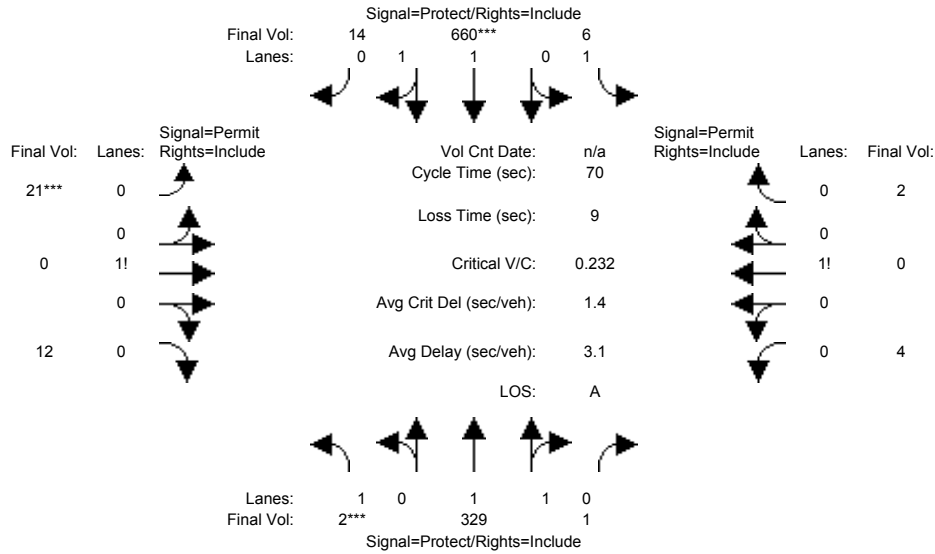 Signal=Protect/Rights=Include
Final Vol: 14 660*** 6
Lanes: 0 1 1 0 1
Signal=Permit Signal=Permit
Final Vol: Lanes: Rights=Include Vol Cnt Date: n/a Rights=Include Lanes: Final Vol:
Cycle Time (sec): 70
21*** 0 0 2
Loss Time (sec): 9
0 0
0 1! Critical V/C: 0.232 1! 0
0 Avg Crit Del (sec/veh): 1.4 0
12 0 Avg Delay (sec/veh): 3.1 0 4
LOS: A
Lanes: 1 0 1 1 0
Final Vol: 2*** 329 1
Signal=Protect/Rights=Include